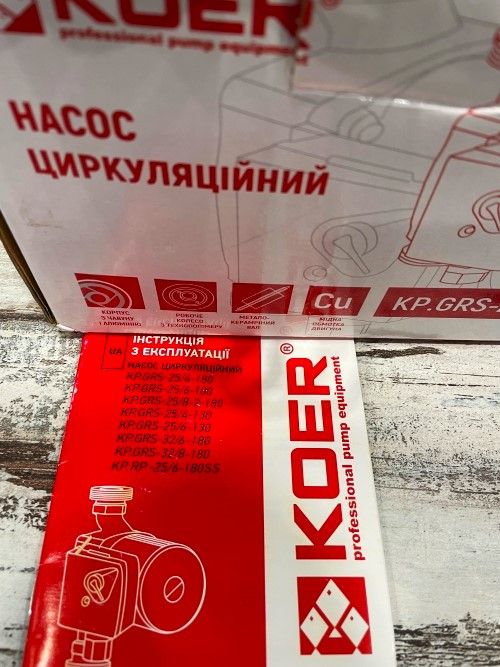 KOER
professional pump equipment
НАСОС
ЦИРКУЛЯЦІЙНИЙ
Cu
KP.GRS-
КОРПУС
З ЧАВУНУ
І АЛЮМІНІЮ
РОБОЧЕ
КОЛЕСО
З ТЕХНОПОЛІМЕРУ
МЕТАЛО-
КЕРАМІЧНИЙ
ВАЛ
МІДНА
ОБМОТКА
ДВИГУНА
UA
ІНСТРУКЦІЯ
З ЕКСПЛУАТАЦІЇ
НАСОС ЦИРКУЛЯЦІЙНИЙ
KP.GRS-25/4-180
KP.GRS-25/6-180
KP.GRS-25/8-2-180
KP.GRS-25/4-130
KP.GRS-25/6-130
KP.GRS-32/6-180
KP.GRS-32/8-180
KP.RP-25/6-180SS
KOER®
professional pump equipment